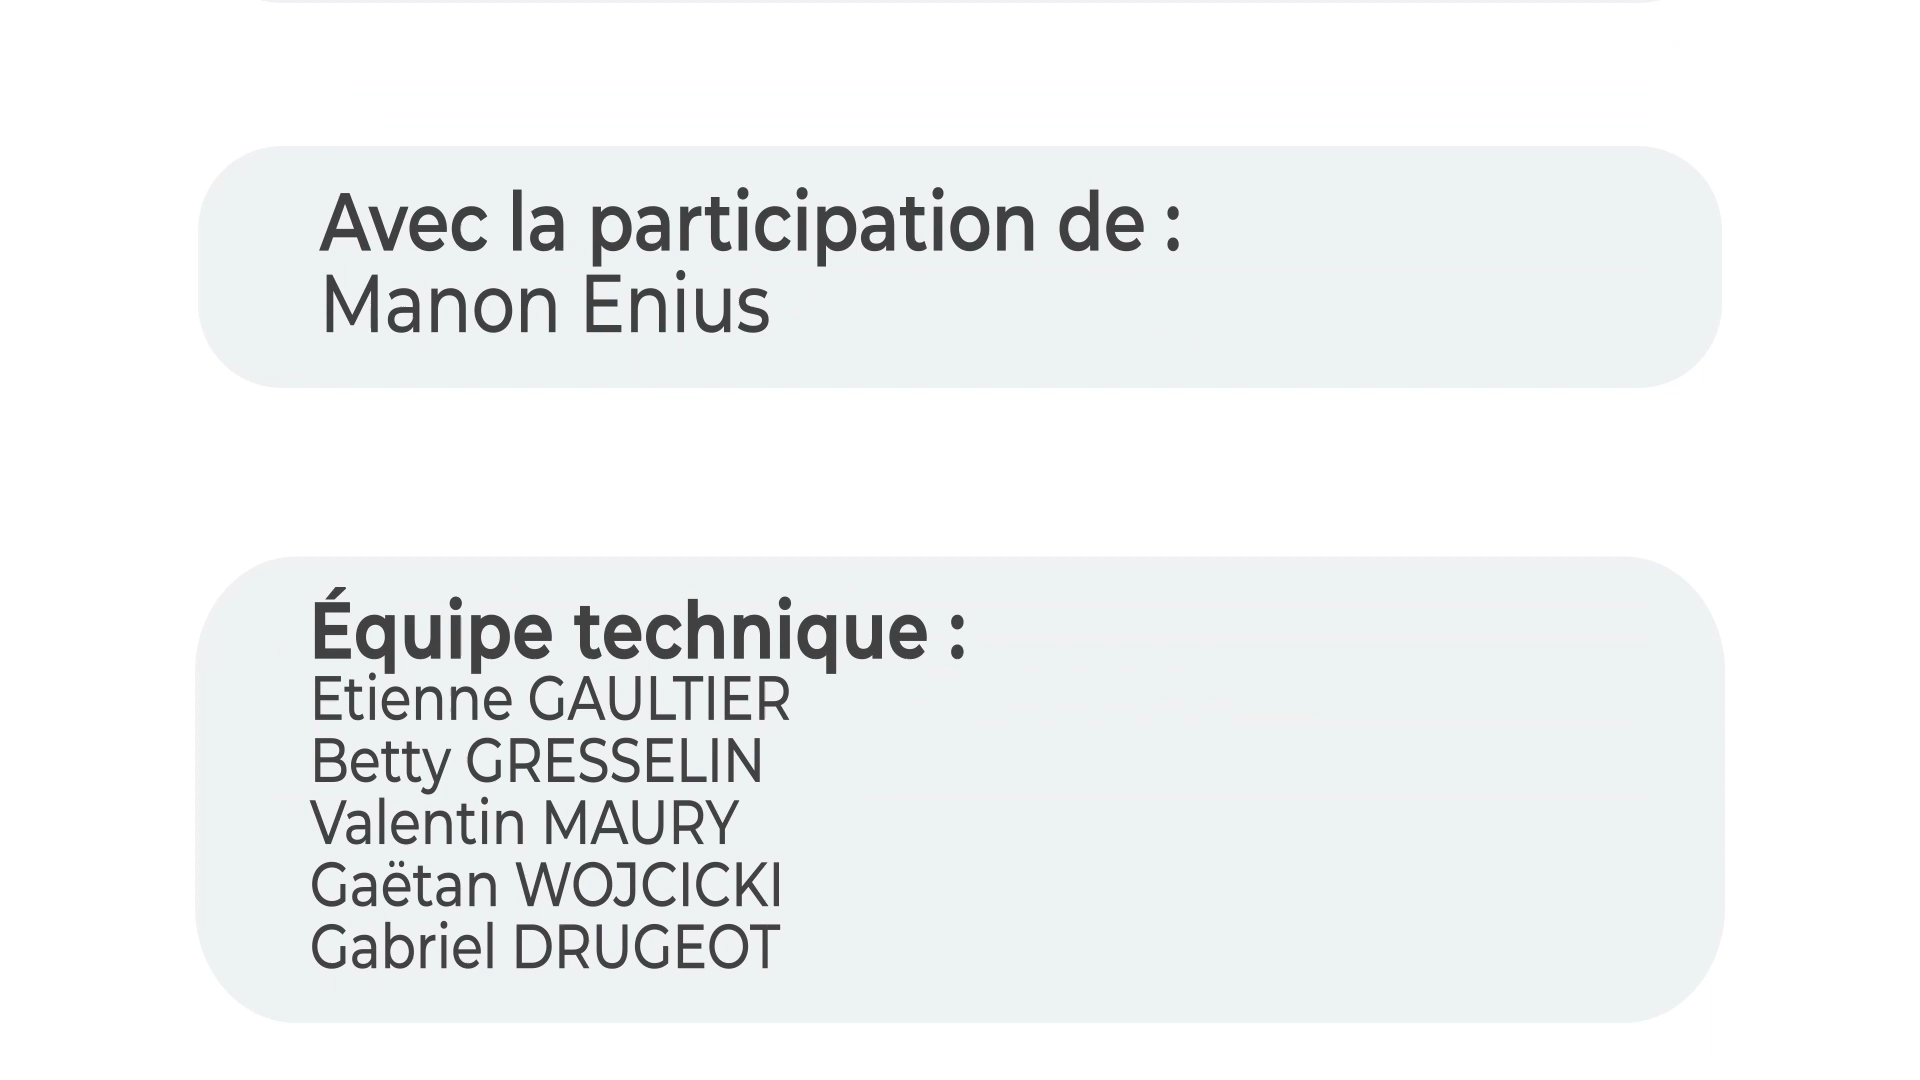 Avec la participation de :
Manon Enius
Équipe technique :
Etienne GAULTIER
Betty GRESSELIN
Valentin MAURY
Gaëtan WOJCICKI
Gabriel DRUGEOT